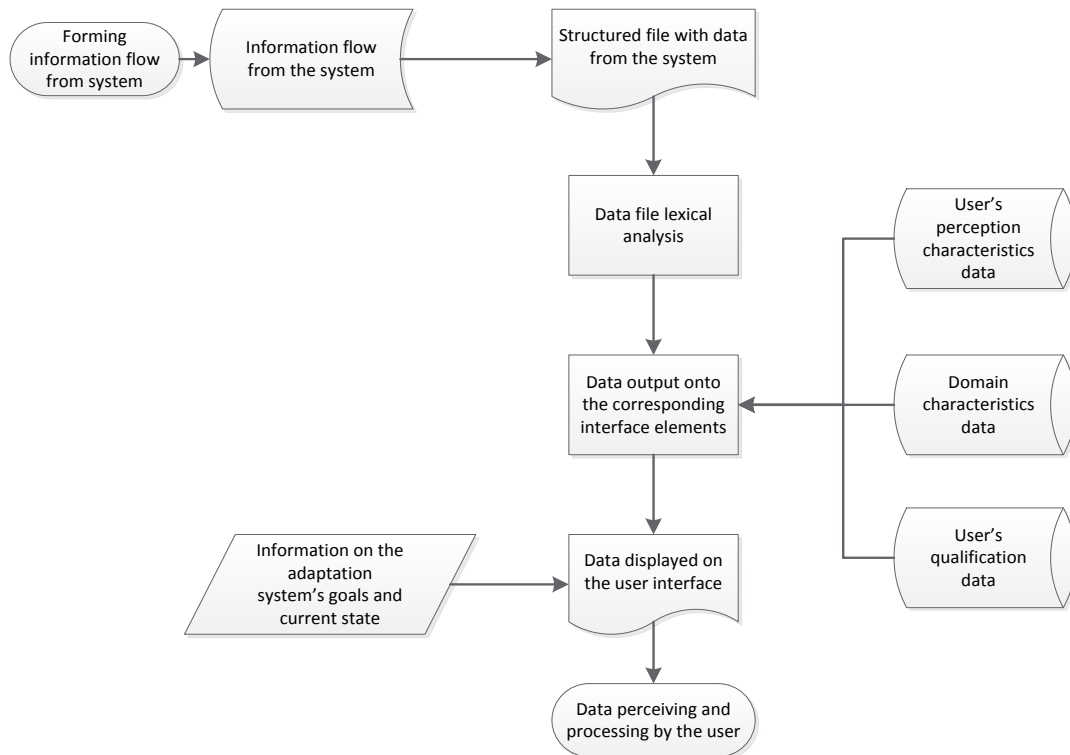 Forming
information flow
from system
Information flow
from the system
Structured file with data
from the system
Data file lexical
analysis
User's
perception
characteristics
data
Data output onto
the corresponding
interface elements
Domain
characteristics
data
Information on the
adaptation
system's goals and
current state
Data displayed on
the user interface
User's
qualification
data
Data perceiving and
processing by the user